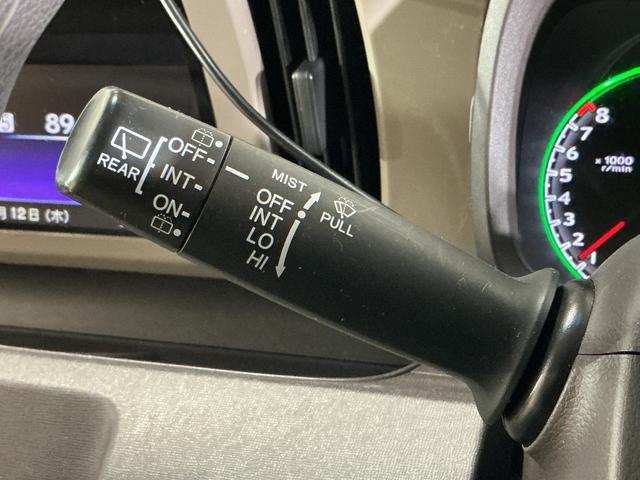 89
月12日(木)
REAR
OFF
INT
ON
MIST
OFF
INT
LO
HI
PULL
8
7
6
5
4
3
2
1
×1000
r/min